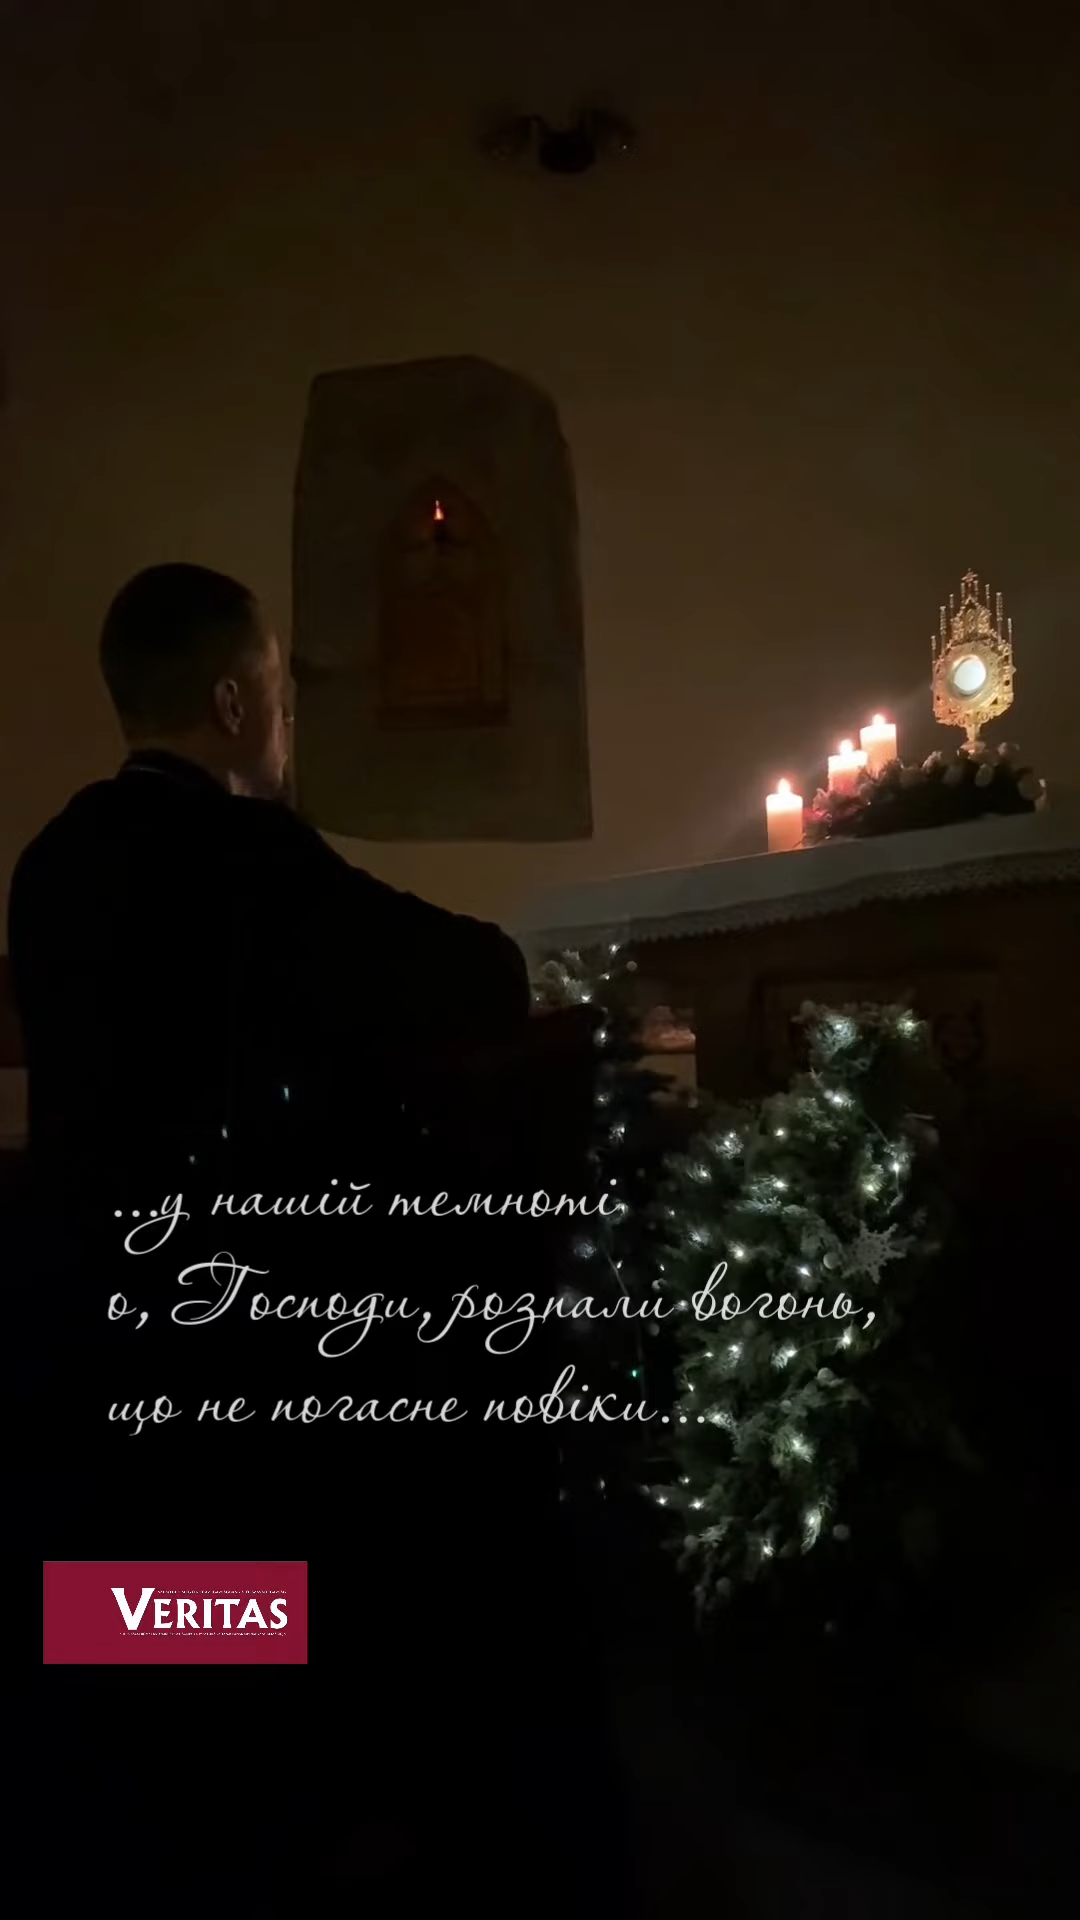 ...у нашій темноті
о, Господи, розпали вогонь,
що не погасне повіки...
VERITAS